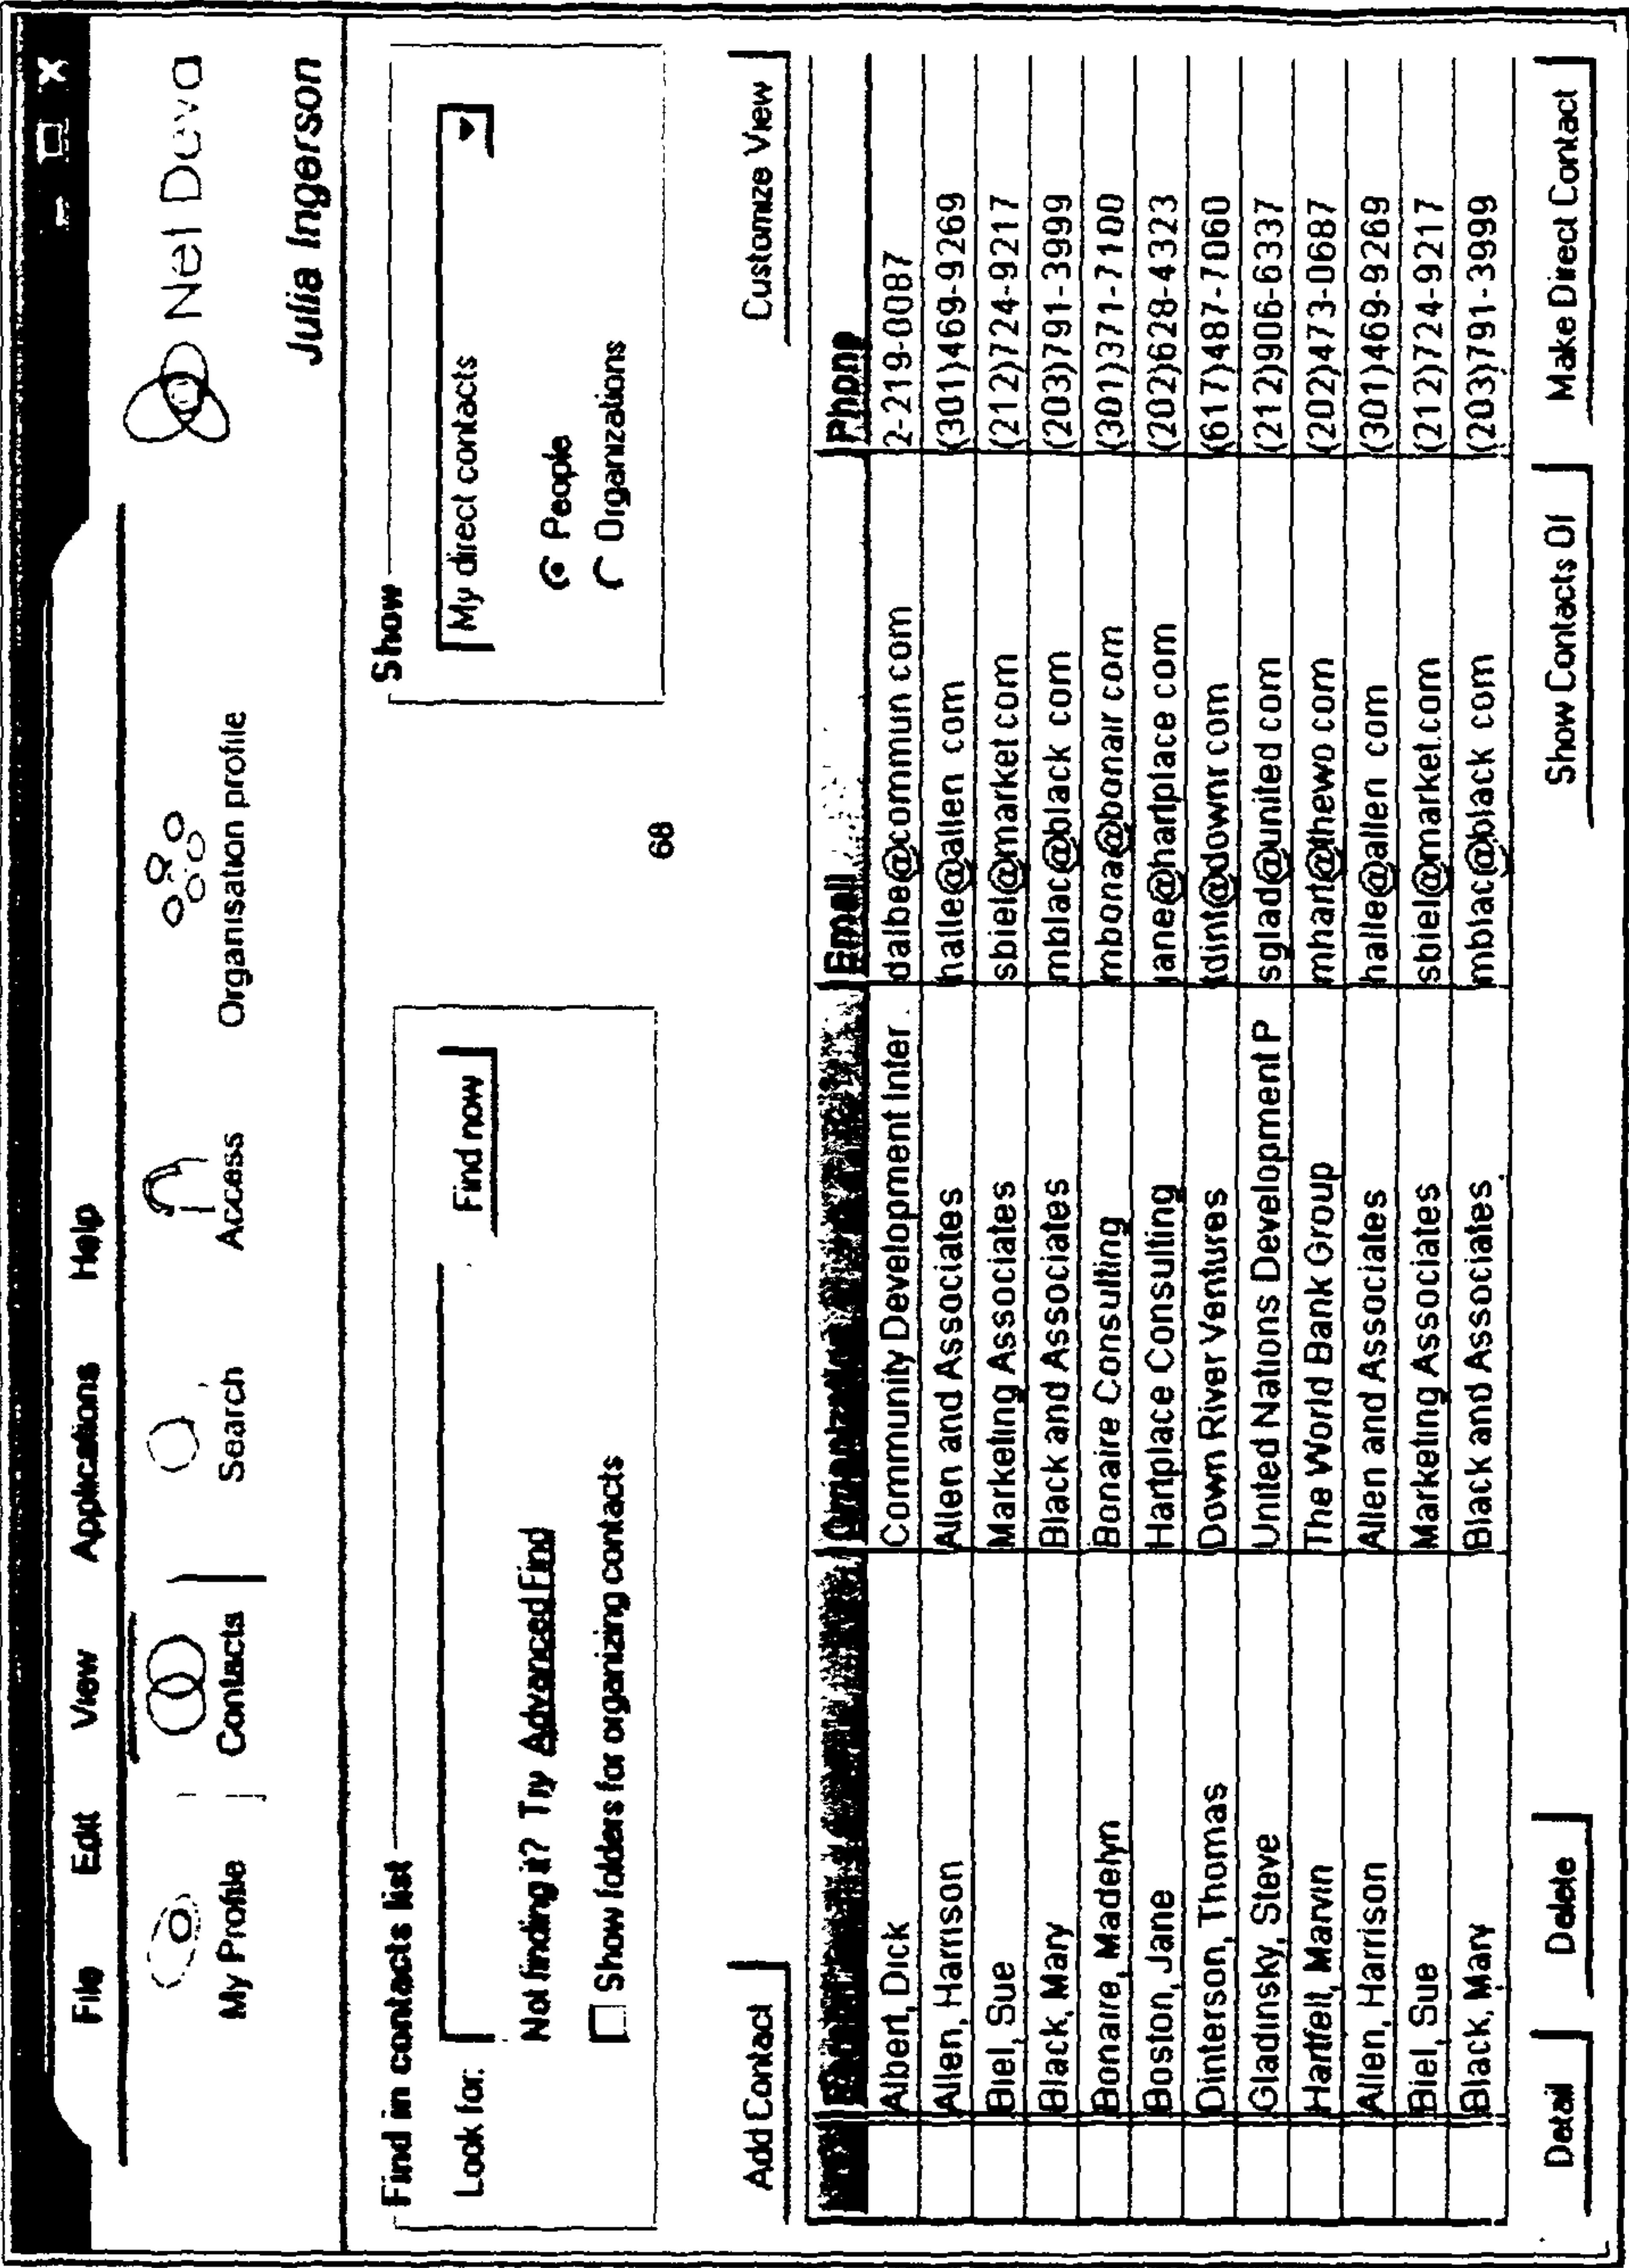 File Edit View Applications Help
Net Deva
My Profile Contacts Search Access Organisation profile
Julia Ingerson
Find in contacts list
Look for:
Find now
Not finding it? Try Advanced Find
Show folders for organizing contacts
Show
My direct contacts
People
Organizations
68
Add Contact Customize View
Email Phone
Albert, Dick Community Development Inter. dalbe@commun com 2-219-0087
Allen, Harrison Allen and Associates halle@allen com (301)469-9269
Biel, Sue Marketing Associates sbiel@market com (212)724-9217
Black, Mary Black and Associates mblac@black com (203)791-3999
Bonaire, Madelyn Bonaire Consulting mbona@bonair com (301)371-7100
Boston, Jane Hartplace Consulting jane@hartplace com (202)628-4323
Dinterson, Thomas Down River Ventures tdint@downr com (617)487-7060
Gladinsky, Steve United Nations Development P sglad@united com (212)906-6337
Hartfelt, Marvin The World Bank Group mhart@thewo com (202)473-0687
Allen, Harrison Allen and Associates halle@allen com (301)469-9269
Biel, Sue Marketing Associates sbiel@market.com (212)724-9217
Black, Mary Black and Associates mblac@black com (203)791-3999
Detail Delete Show Contacts Of Make Direct Contact